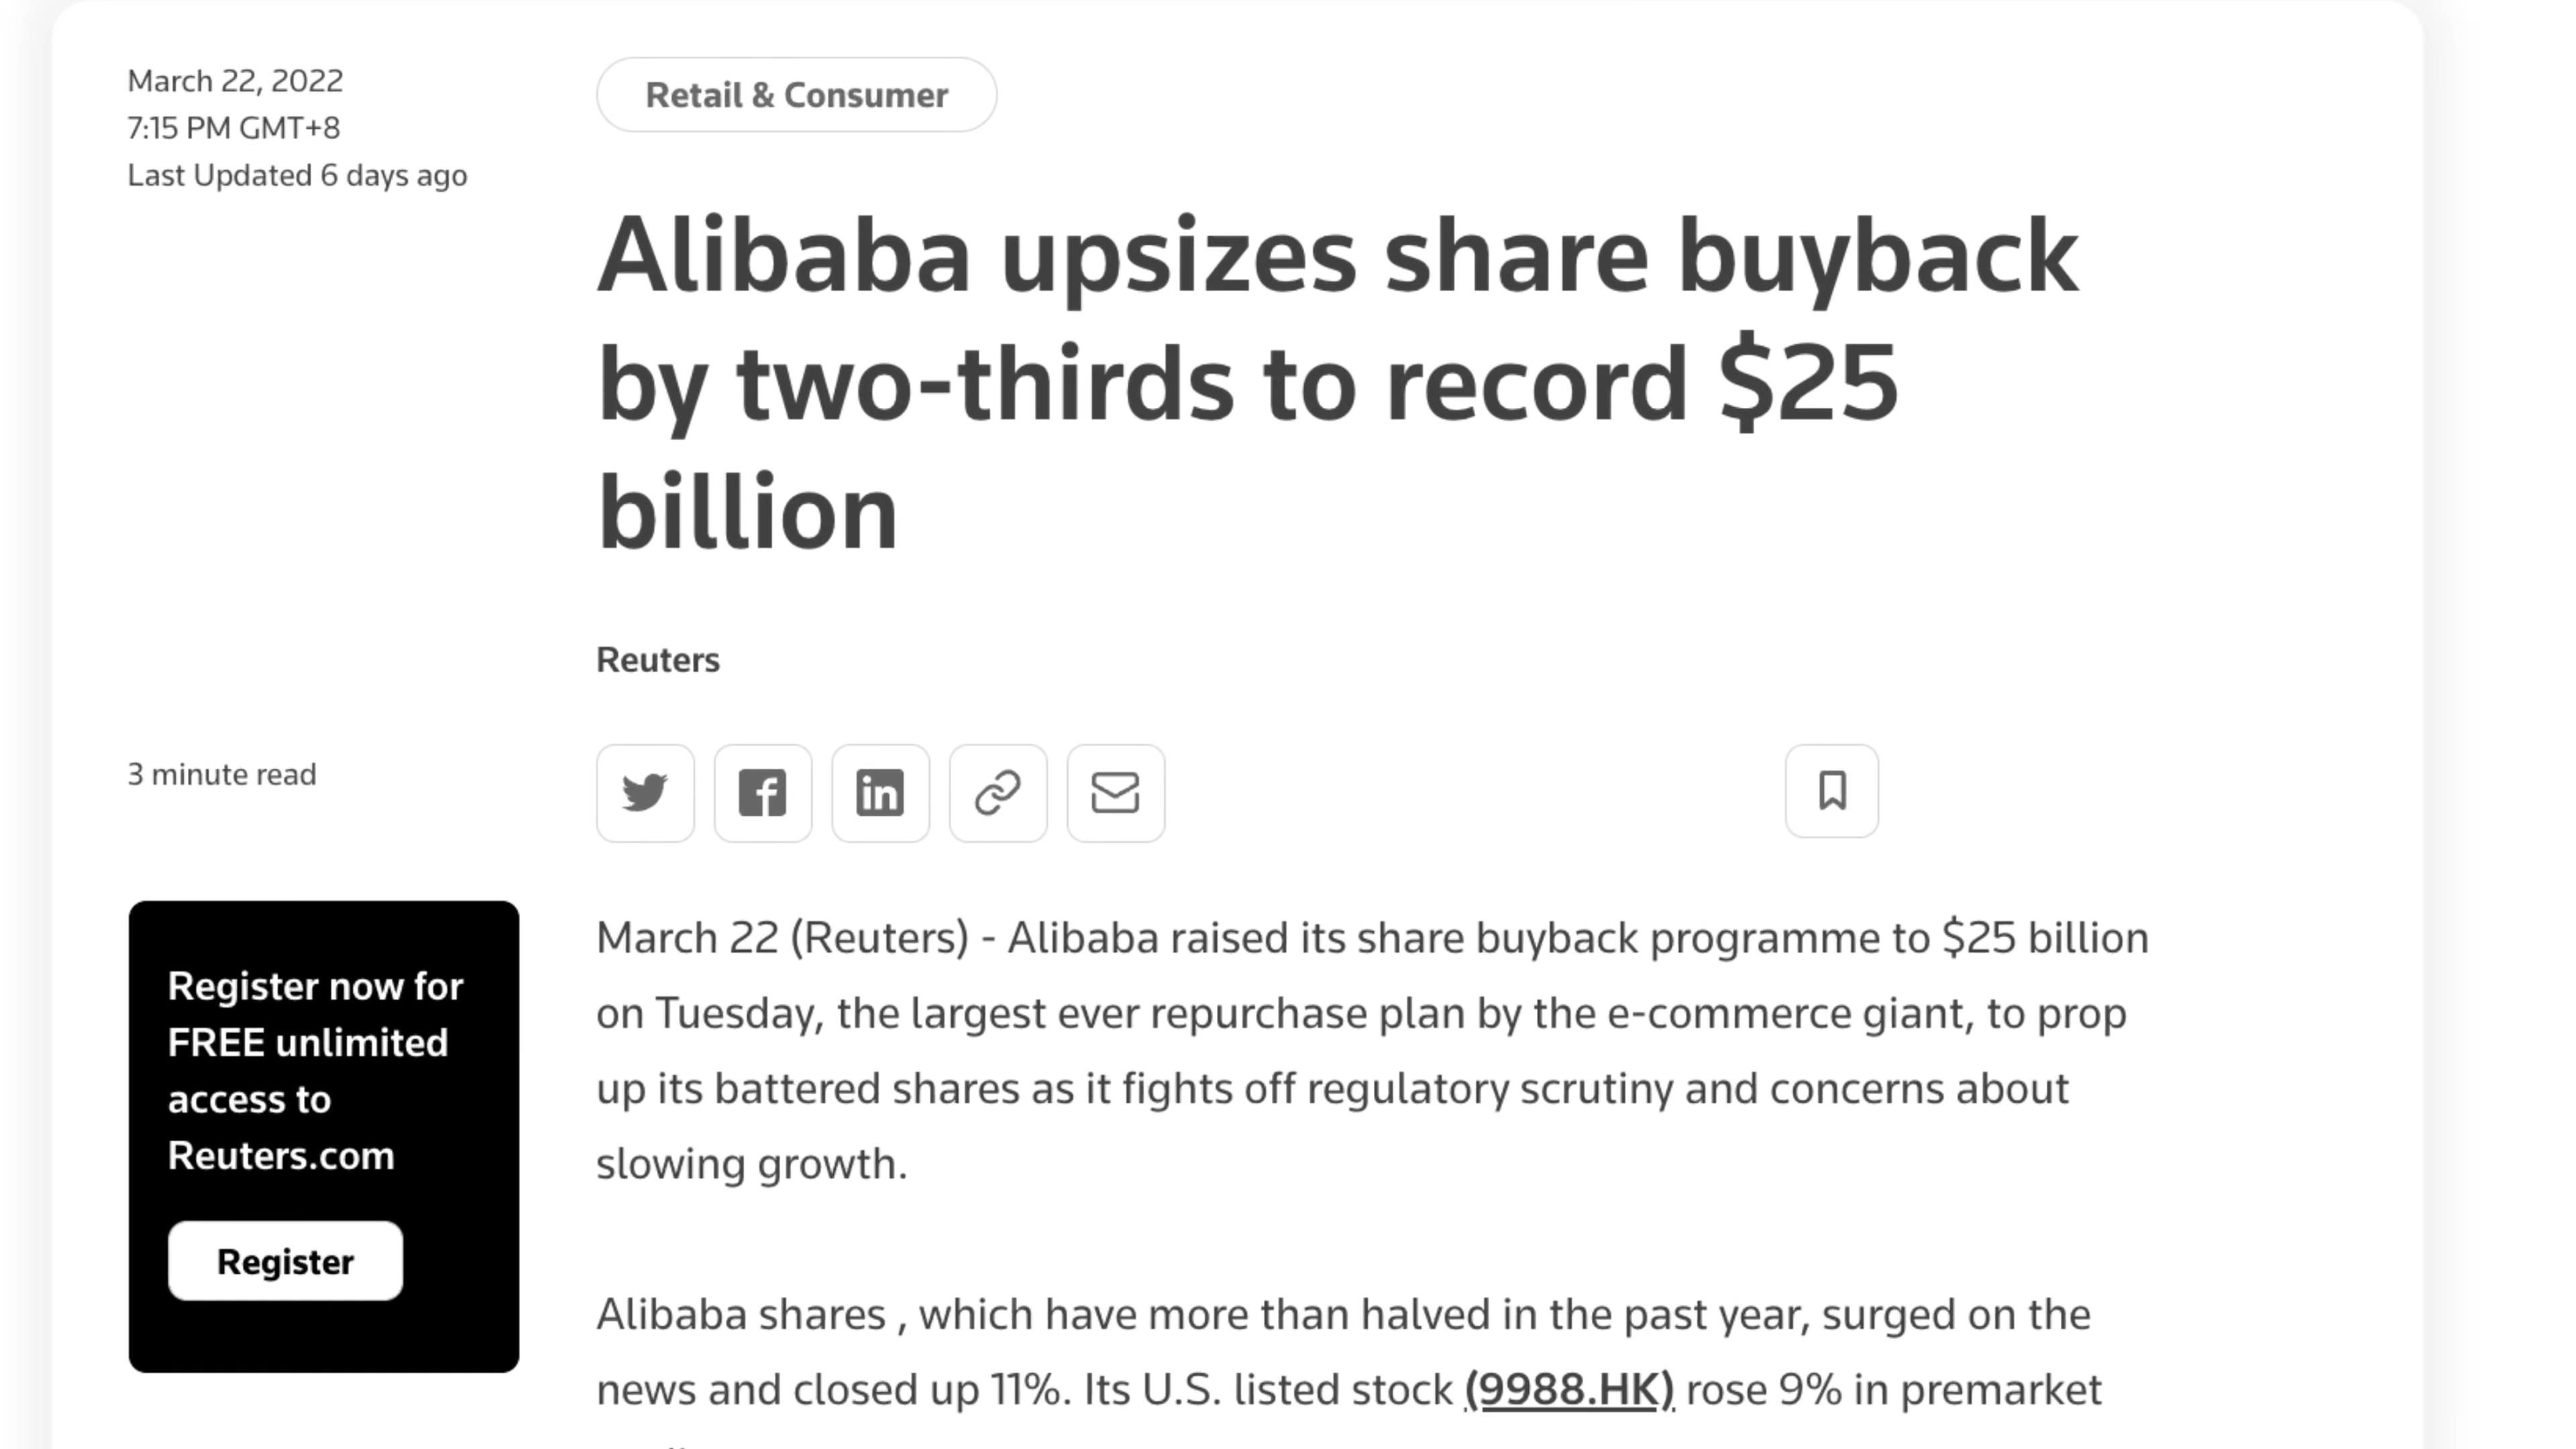 March 22, 2022
7:15 PM GMT+8
Last Updated 6 days ago
Retail & Consumer
Alibaba upsizes share buyback
by two-thirds to record $25
billion
Reuters
3 minute read
Register now for
FREE unlimited
access to
Reuters.com
Register
March 22 (Reuters) - Alibaba raised its share buyback programme to $25 billion
on Tuesday, the largest ever repurchase plan by the e-commerce giant, to prop
up its battered shares as it fights off regulatory scrutiny and concerns about
slowing growth.
Alibaba shares , which have more than halved in the past year, surged on the
news and closed up 11%. Its U.S. listed stock (9988.HK) rose 9% in premarket